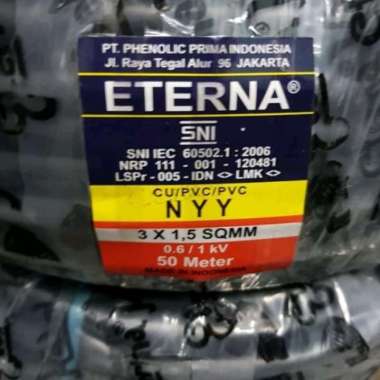 PT. PHENOLIC PRIMA INDONESIA
Jl. Raya Tegal Alur 96 JAKARTA
ETERNA®
SNI
SNI IEC 60502.1 : 2006
NRP 111 - 001 - 120481
LSPr - 005 - IDN <> LMK <>
CU/PVC/PVC
NYY
3 X 1,5 SQMM
0.6 / 1 kV
50 Meter
MADE IN INDONESIA